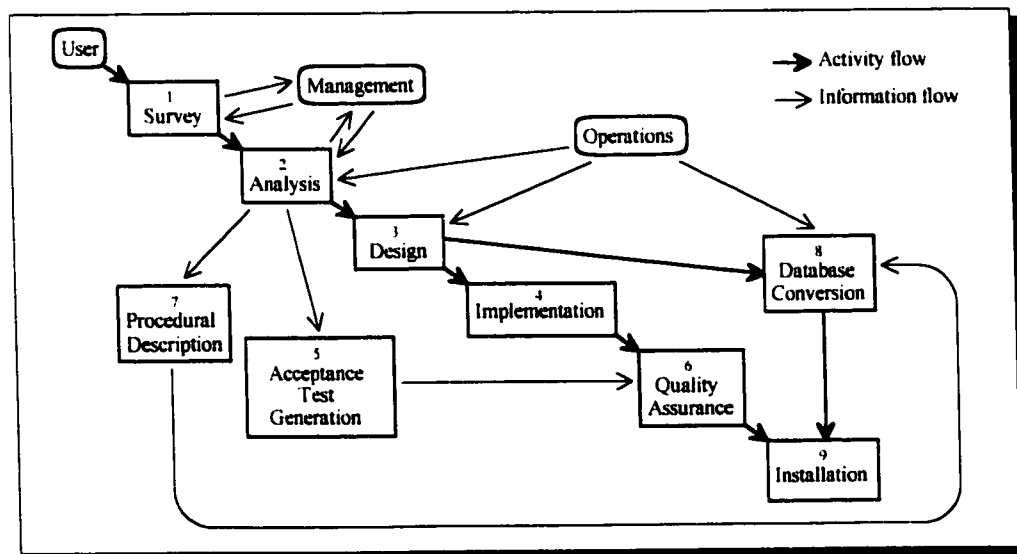 User
1
Survey
Management
Activity flow
Information flow
Operations
2
Analysis
3
Design
8
Database
Conversion
4
Implementation
7
Procedural
Description
5
Acceptance
Test
Generation
6
Quality
Assurance
9
Installation